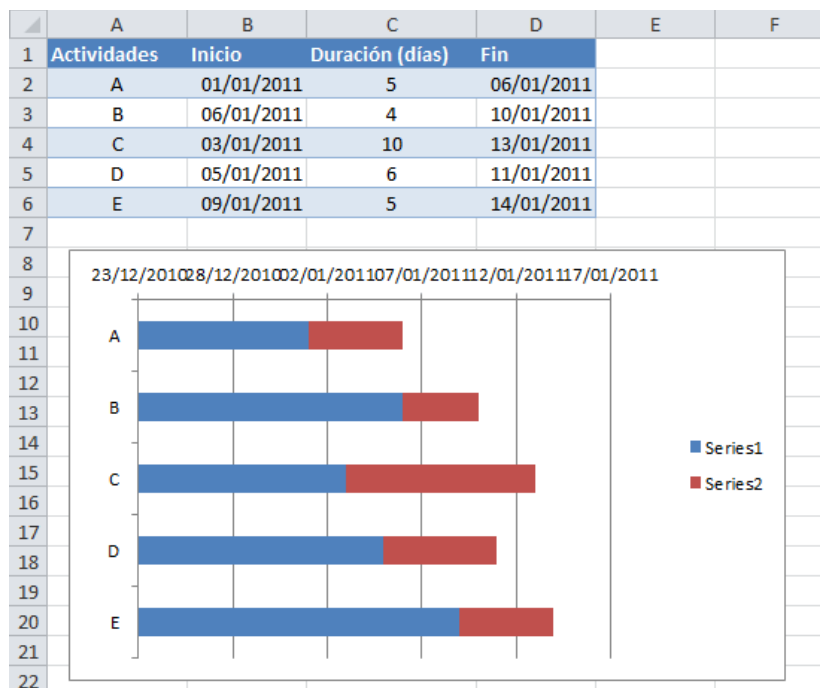 A B C D E F
1 Actividades Inicio Duración (días) Fin
2 A 01/01/2011 5 06/01/2011
3 B 06/01/2011 4 10/01/2011
4 C 03/01/2011 10 13/01/2011
5 D 05/01/2011 6 11/01/2011
6 E 09/01/2011 5 14/01/2011
7
8
23/12/2010 28/12/2010 02/01/2011 07/01/2011 12/01/2011 17/01/2011
9
10
A
11
12
13 B
14
Series1
15 C
Series2
16
17
D
18
19
20 E
21
22